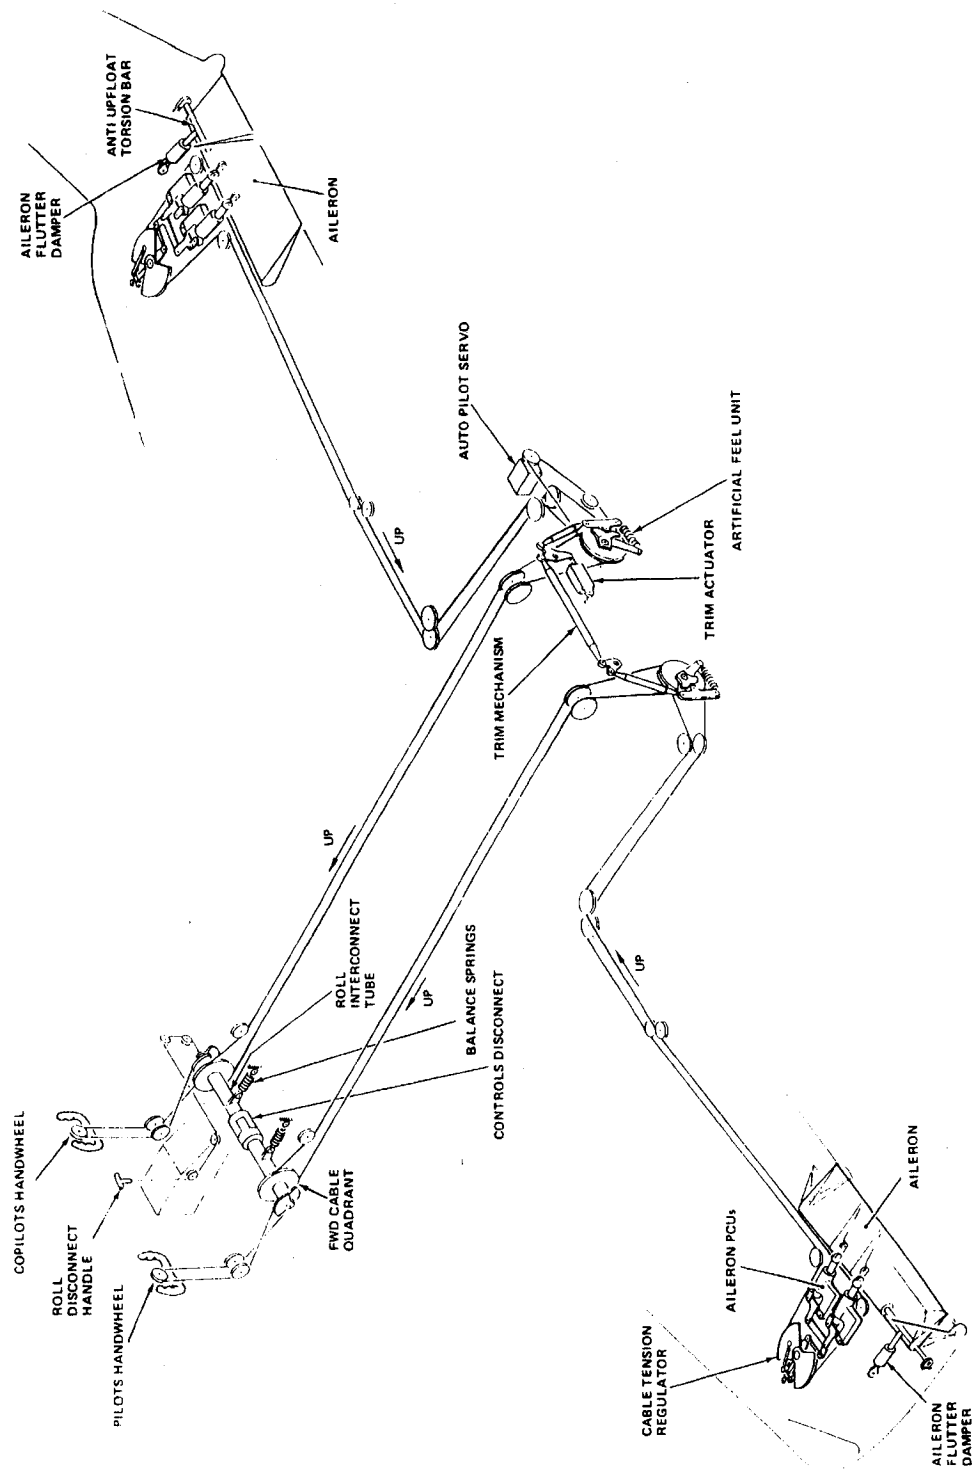 COPILOTS HANDWHEEL
ROLL
DISCONNECT
HANDLE
PILOTS HANDWHEEL
FWD CABLE
QUADRANT
CONTROLS DISCONNECT
BALANCE SPRINGS
ROLL
INTERCONNECT
TUBE
UP
UP
TRIM MECHANISM
TRIM ACTUATOR
ARTIFICIAL FEEL UNIT
AUTO PILOT SERVO
UP
AILERON
FLUTTER
DAMPER
ANTI UPFLOAT
TORSION BAR
AILERON
UP
CABLE TENSION
REGULATOR
AILERON PCUs
AILERON
AILERON
FLUTTER
DAMPER